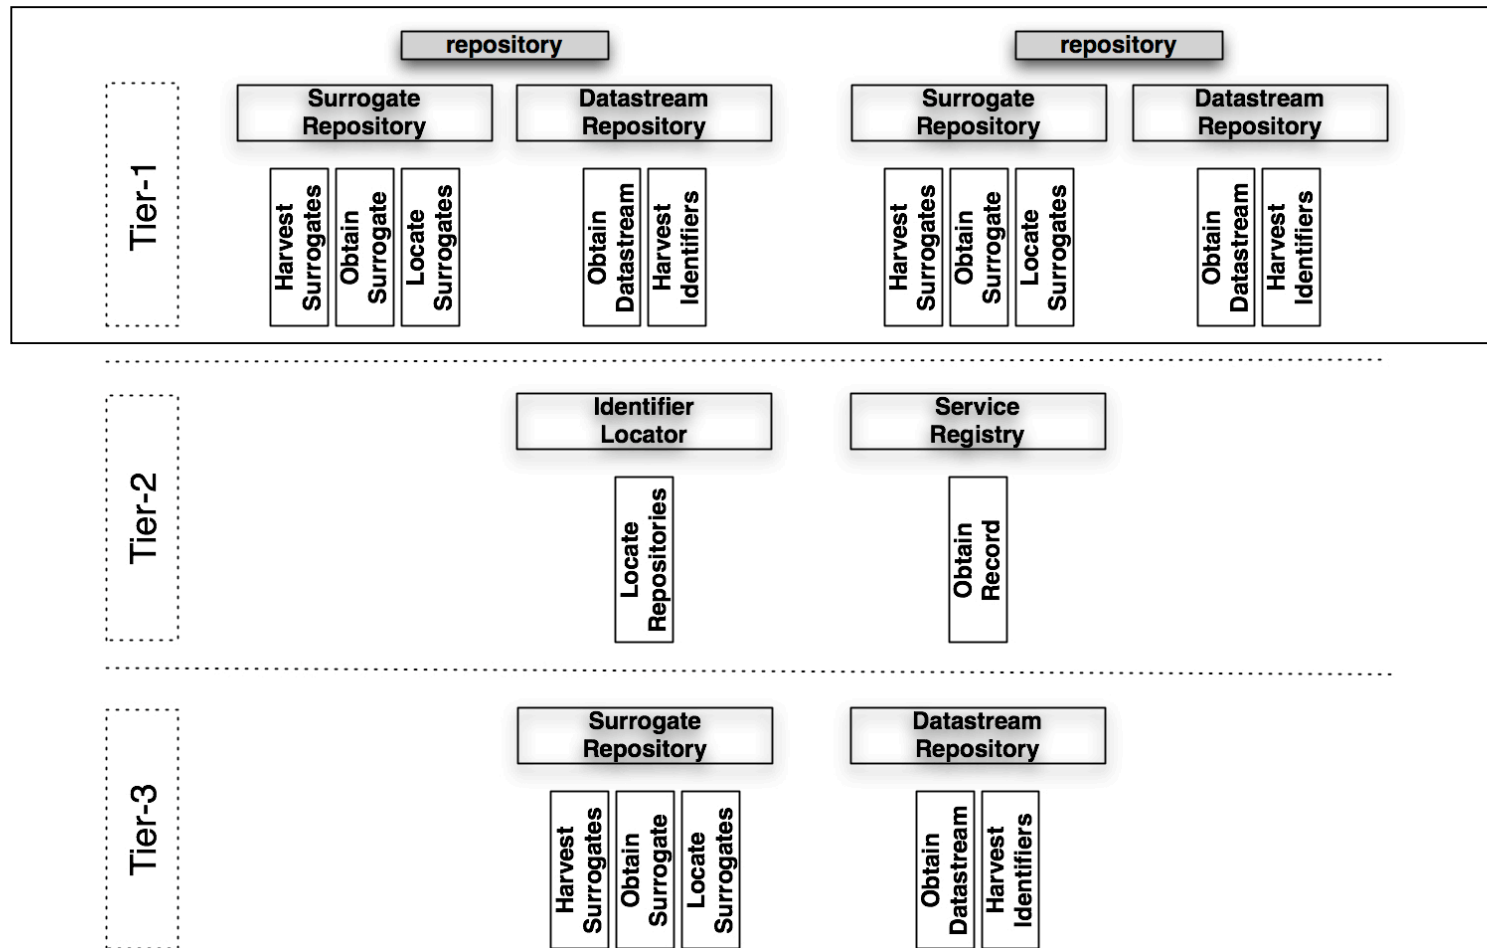 repository
repository
Tier-1
Surrogate
Repository
Datastream
Repository
Surrogate
Repository
Datastream
Repository
Harvest
Surrogates
Obtain
Surrogate
Locate
Surrogates
Obtain
Datastream
Harvest
Identifiers
Harvest
Surrogates
Obtain
Surrogate
Locate
Surrogates
Obtain
Datastream
Harvest
Identifiers
Tier-2
Identifier
Locator
Service
Registry
Locate
Repositories
Obtain
Record
Tier-3
Surrogate
Repository
Datastream
Repository
Harvest
Surrogates
Obtain
Surrogate
Locate
Surrogates
Obtain
Datastream
Harvest
Identifiers